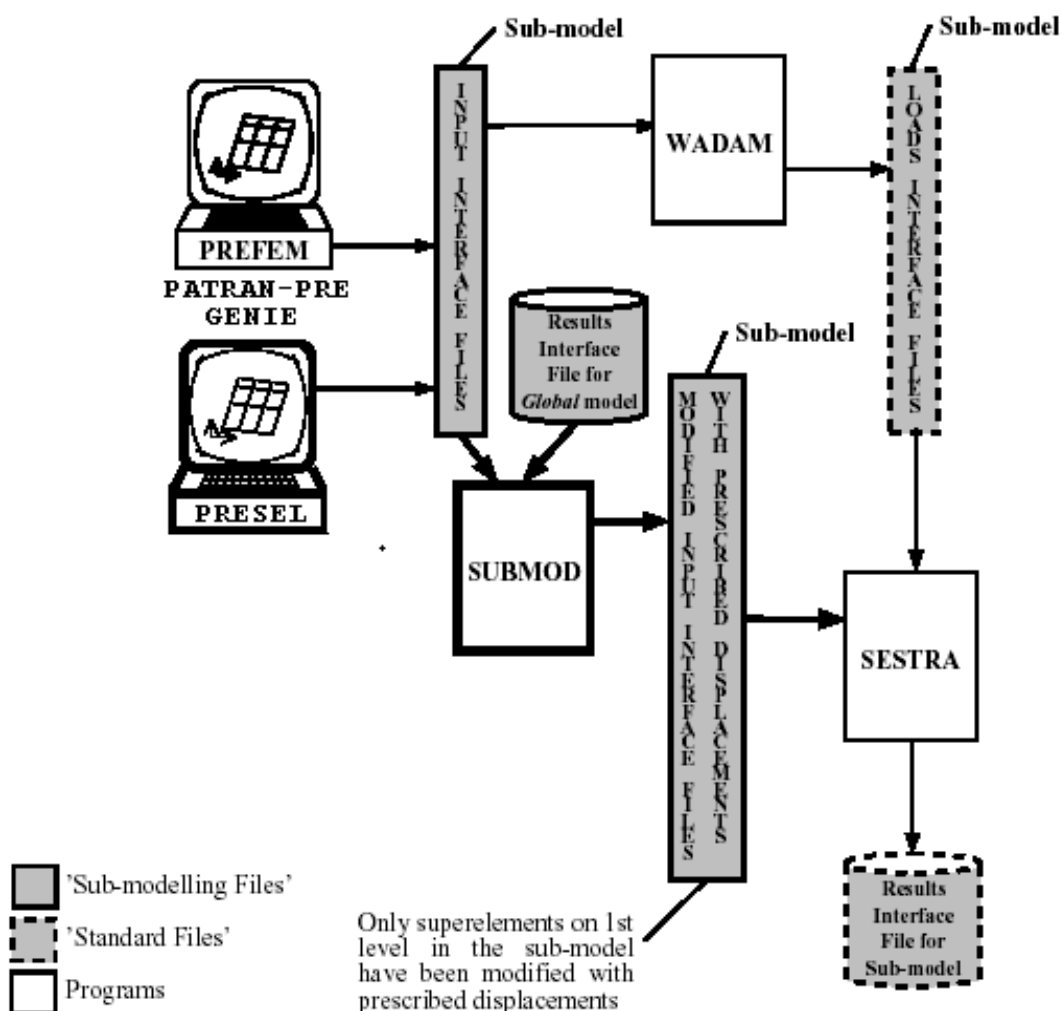 Sub-model
Sub-model
INPUT INTERFACE FILES
WADAM
LOADS INTERFACE FILES
PREFEM
PATRAN-PRE
GENIE
Results
Interface
File for
Global model
Sub-model
PRESEL
SUBMOD
MODIFIED INPUT INTERFACE FILES
WITH PRESCRIBED DISPLACEMENTS
SESTRA
'Sub-modelling Files'
'Standard Files'
Programs
Only superelements on 1st
level in the sub-model
have been modified with
prescribed displacements
Results
Interface
File for
Sub-model